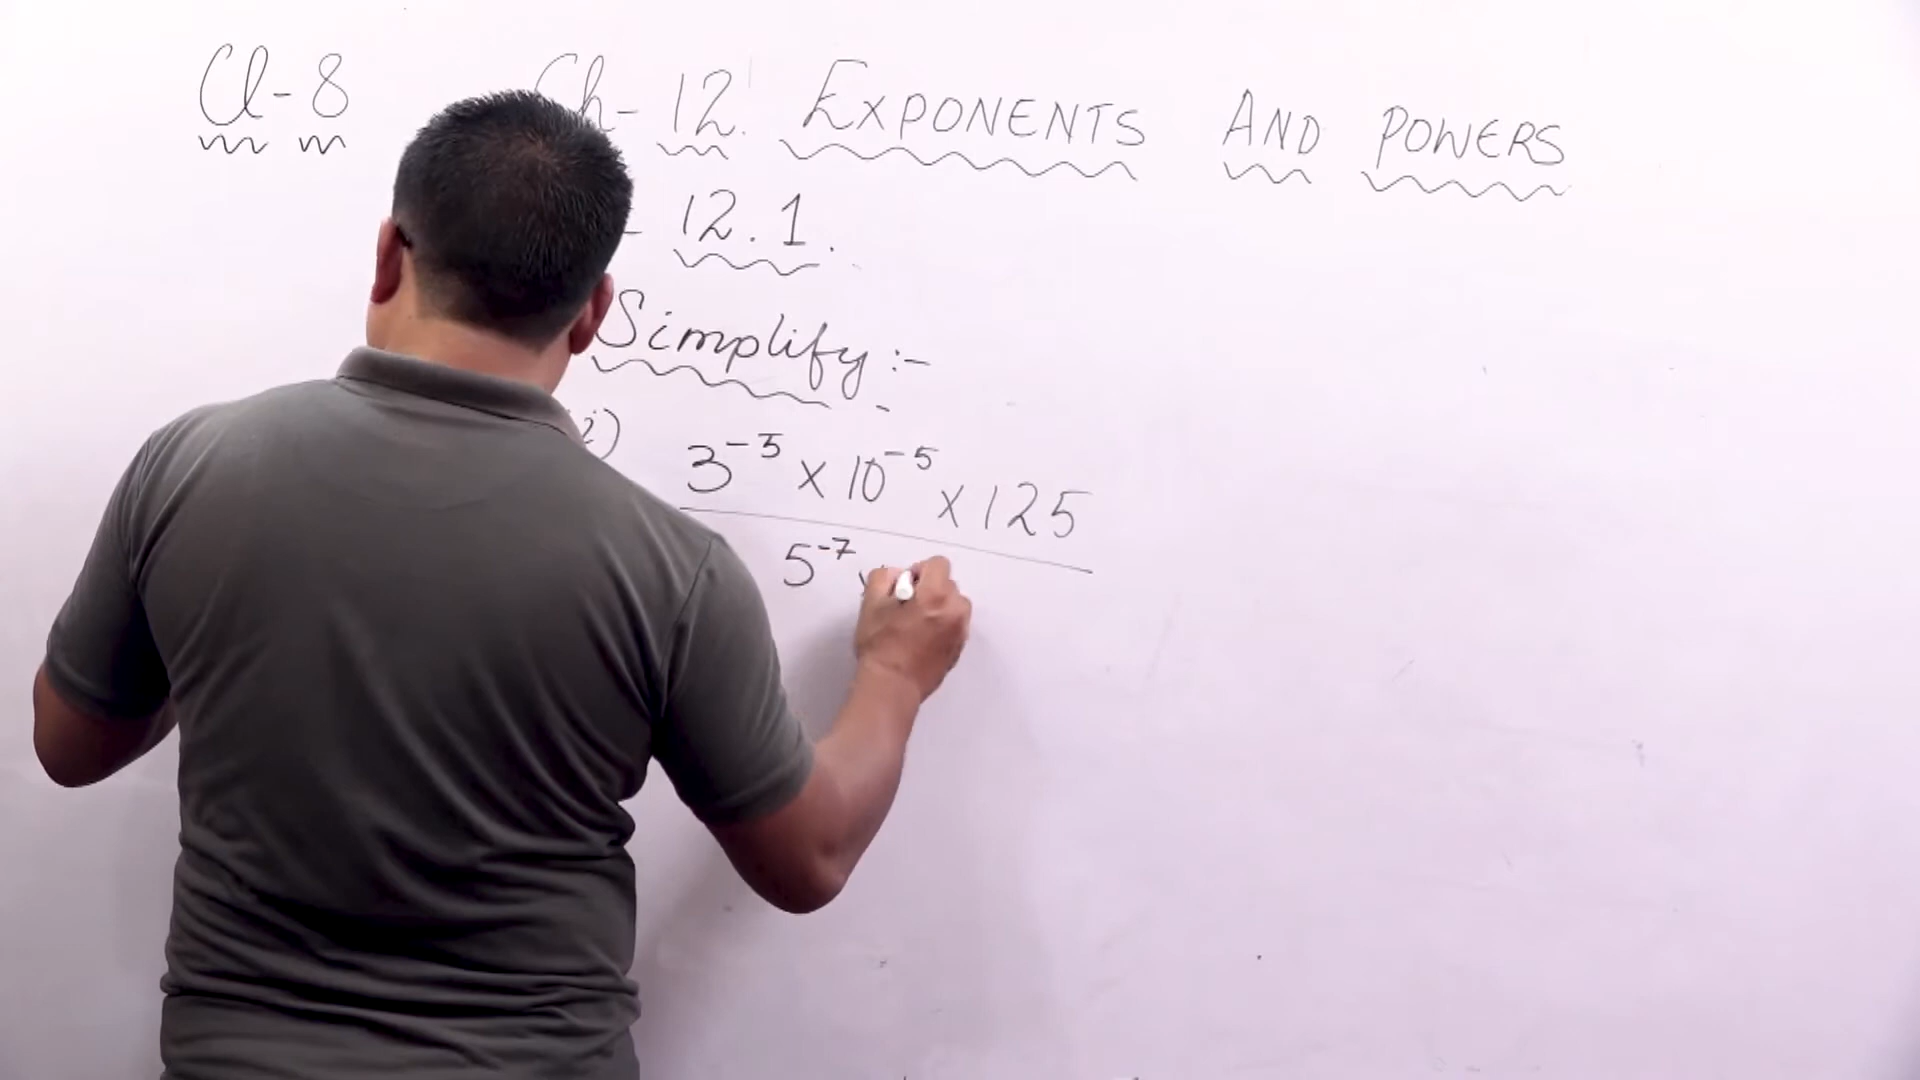 Cl-8 Ch-12. EXPONENTS AND POWERS
- 12.1.
Simplify :-
i) 3⁻⁵ x 10⁻⁵ x 125
5⁻⁷ x